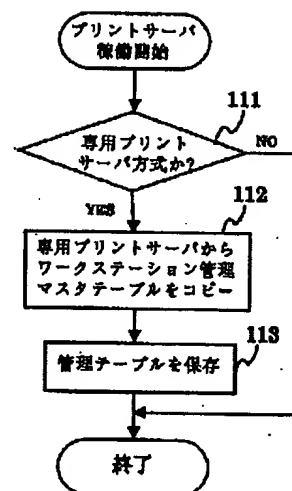 プリントサーバ
稼働開始
111
専用プリント
サーバ方式か?
NO
YES
112
専用プリントサーバから
ワークステーション管理
マスタテーブルをコピー
113
管理テーブルを保存
終了